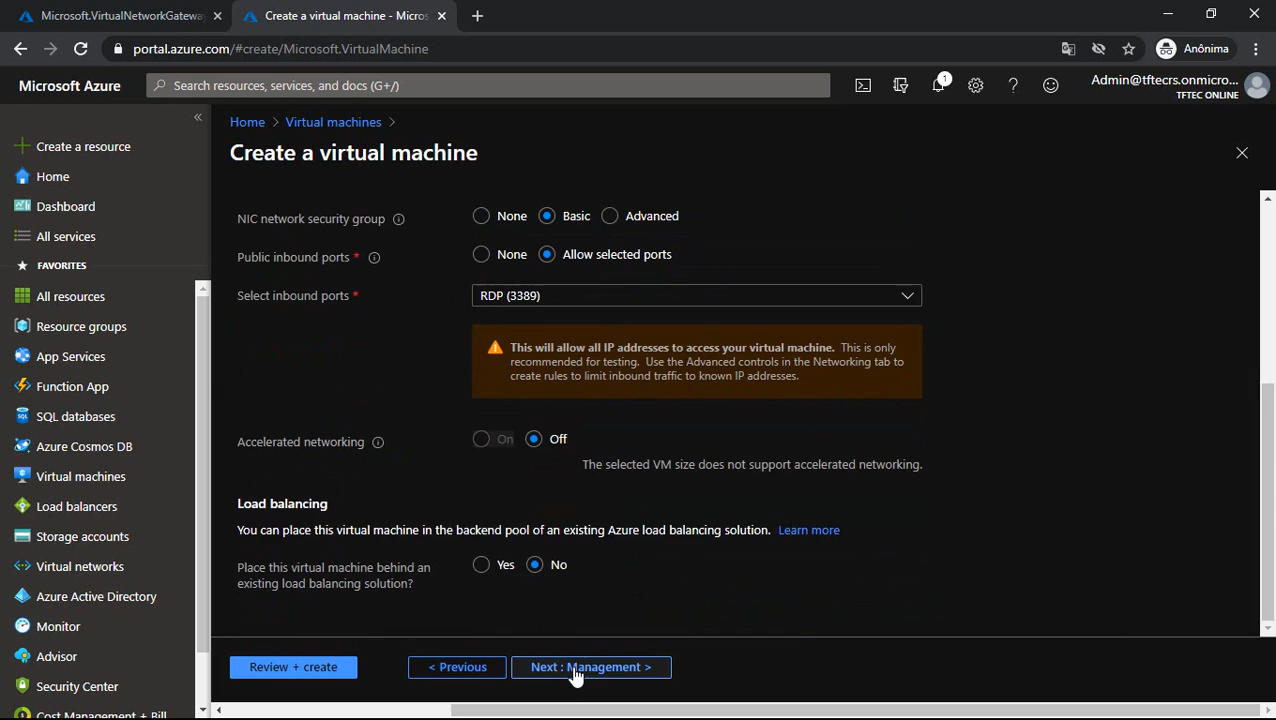 Microsoft.VirtualNetworkGateway
Create a virtual machine - Micros
portal.azure.com/#create/Microsoft.VirtualMachine
Anônima
Microsoft Azure
Search resources, services, and docs (G+/)
1
Admin@tftecrs.onmicro...
TFTEC ONLINE
Home > Virtual machines >
Create a virtual machine
Create a resource
Home
Dashboard
All services
FAVORITES
All resources
Resource groups
App Services
Function App
SQL databases
Azure Cosmos DB
Virtual machines
Load balancers
Storage accounts
Virtual networks
Azure Active Directory
Monitor
Advisor
Security Center
Cost Management + Bill
NIC network security group
None Basic Advanced
Public inbound ports *
None Allow selected ports
Select inbound ports *
RDP (3389)
This will allow all IP addresses to access your virtual machine. This is only
recommended for testing. Use the Advanced controls in the Networking tab to
create rules to limit inbound traffic to known IP addresses.
Accelerated networking
On Off
The selected VM size does not support accelerated networking.
Load balancing
You can place this virtual machine in the backend pool of an existing Azure load balancing solution. Learn more
Place this virtual machine behind an
existing load balancing solution?
Yes No
Review + create
< Previous
Next : Management >